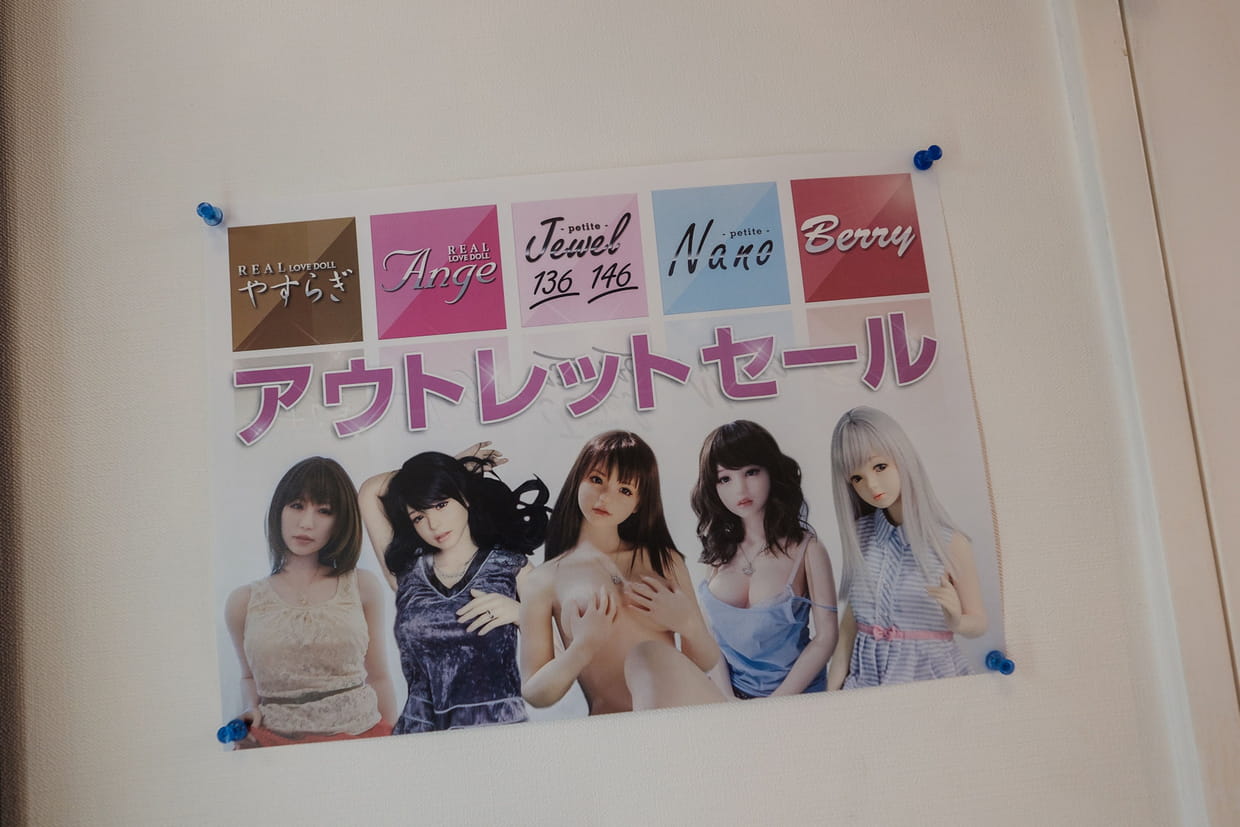 REAL LOVE DOLL
やすらぎ
REAL
LOVE DOLL
Ange
- petite -
Jewel
136 146
- petite -
Nano
Berry
アウトレットセール